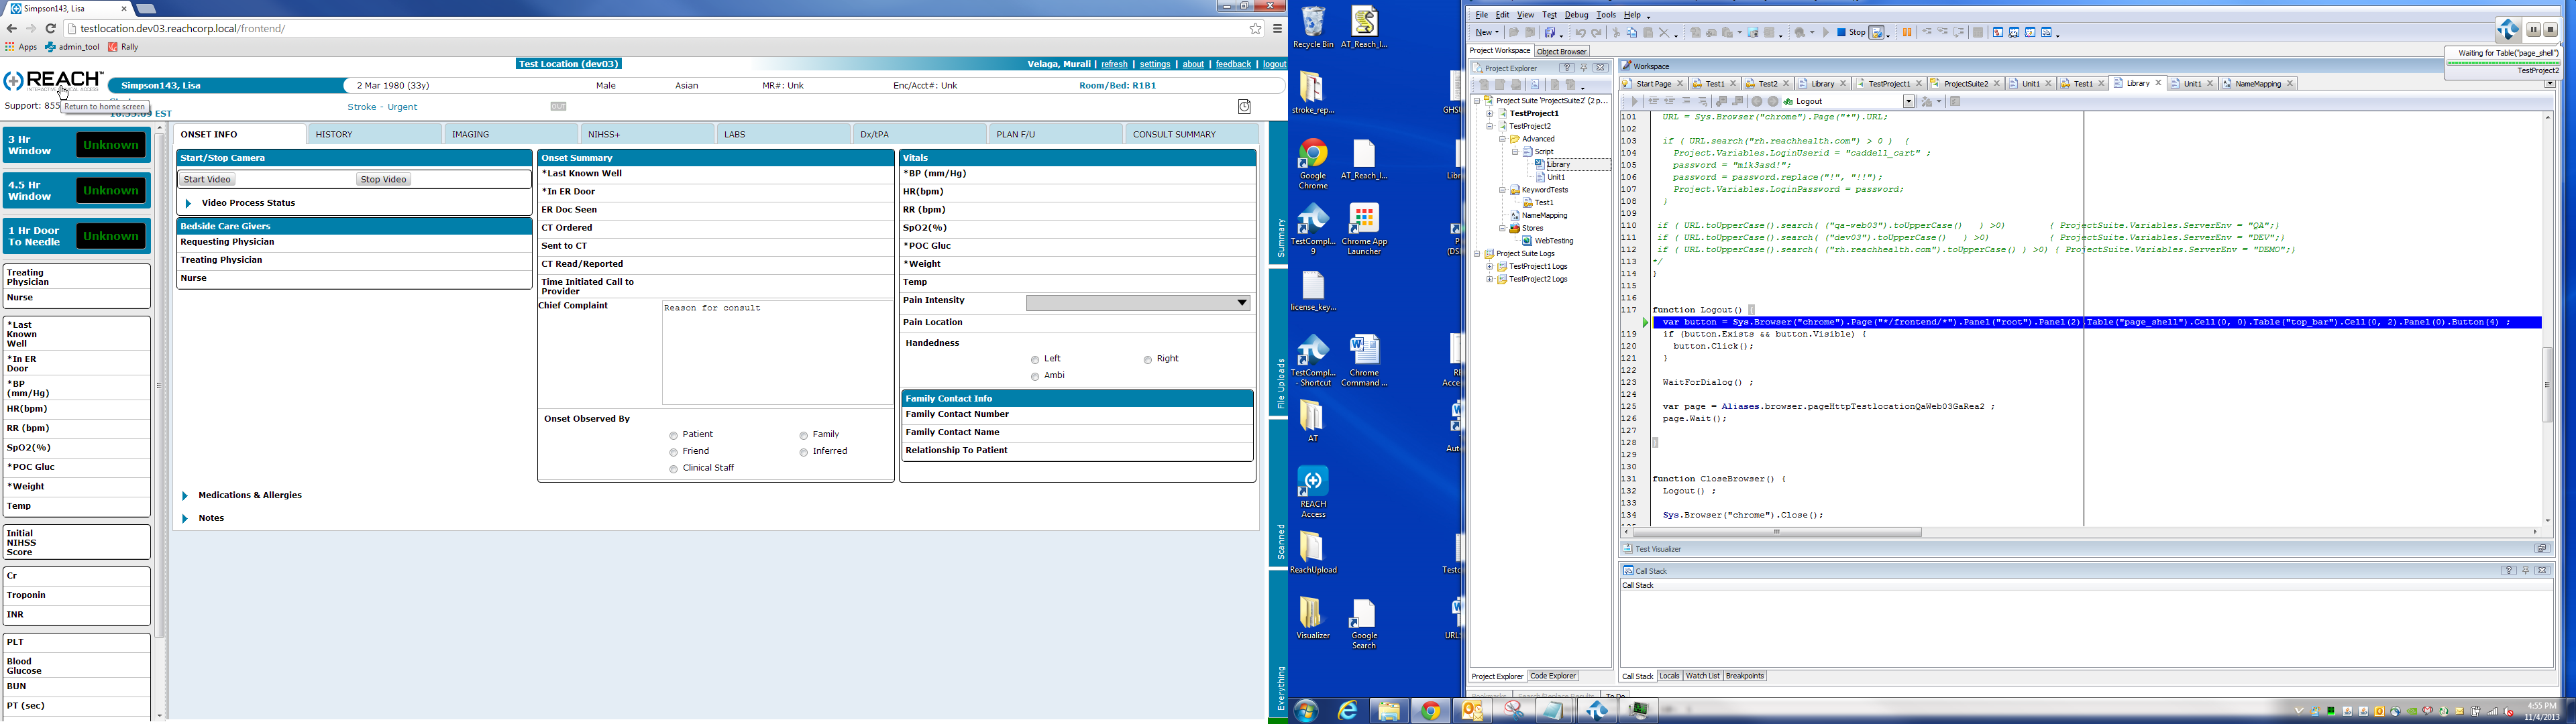 Simpson143, Lisa
testlocation.dev03.reachcorp.local/frontend/
Apps admin_tool Rally
Test Location (dev03)
Velaga, Murali | refresh | settings | about | feedback | logout
REACH
Simpson143, Lisa 2 Mar 1980 (33y) Male Asian MR#: Unk Enc/Acct#: Unk Room/Bed: R1B1
Support: 855
Return to home screen
Stroke - Urgent
OUT
EST
3 Hr Window Unknown
4.5 Hr Window Unknown
1 Hr Door To Needle Unknown
Treating Physician
Nurse
*Last Known Well
*In ER Door
*BP (mm/Hg)
HR(bpm)
RR (bpm)
SpO2(%)
*POC Gluc
*Weight
Temp
Initial NIHSS Score
Cr
Troponin
INR
PLT
Blood Glucose
BUN
PT (sec)
ONSET INFO HISTORY IMAGING NIHSS+ LABS Dx/tPA PLAN F/U CONSULT SUMMARY
Start/Stop Camera
Start Video Stop Video
Video Process Status
Bedside Care Givers
Requesting Physician
Treating Physician
Nurse
Onset Summary
*Last Known Well
*In ER Door
ER Doc Seen
CT Ordered
Sent to CT
CT Read/Reported
Time Initiated Call to Provider
Chief Complaint
Reason for consult
Onset Observed By
Patient Family
Friend Inferred
Clinical Staff
Vitals
*BP (mm/Hg)
HR(bpm)
RR (bpm)
SpO2(%)
*POC Gluc
*Weight
Temp
Pain Intensity
Pain Location
Handedness
Left Right
Ambi
Family Contact Info
Family Contact Number
Family Contact Name
Relationship To Patient
Medications & Allergies
Notes
Summary
File Uploads
Scanned
Everything
Recycle Bin AT_Reach_I...
stroke_rep...
Google Chrome AT_Reach_I...
TestCompl... 9 Chrome App Launcher
license_key...
TestCompl... - Shortcut Chrome Command ...
AT
REACH Access
ReachUpload
Visualizer Google Search
File Edit View Test Debug Tools Help
New Stop
Waiting for Table("page_shell")
TestProject2
Project Workspace Object Browser
Project Explorer
Project Suite 'ProjectSuite2' (2 p...
TestProject1
TestProject2
Advanced
Script
Library
Unit1
KeywordTests
Test1
NameMapping
Stores
WebTesting
Project Suite Logs
TestProject1 Logs
TestProject2 Logs
Project Explorer Code Explorer
Workspace
Start Page Test1 Test2 Library TestProject1 ProjectSuite2 Unit1 Test1 Library Unit1 NameMapping
Logout
101 URL = Sys.Browser("chrome").Page("*").URL;
102
103 if ( URL.search("rh.reachhealth.com") > 0 ) {
104 Project.Variables.LoginUserid = "caddell_cart" ;
105 password = "m1k3asd!";
106 password = password.replace("!", "!!");
107 Project.Variables.LoginPassword = password;
108 }
109
110 if ( URL.toUpperCase().search( ("qa-web03").toUpperCase() ) >0) { ProjectSuite.Variables.ServerEnv = "QA";}
111 if ( URL.toUpperCase().search( ("dev03").toUpperCase() ) >0) { ProjectSuite.Variables.ServerEnv = "DEV";}
112 if ( URL.toUpperCase().search( ("rh.reachhealth.com").toUpperCase() ) >0) { ProjectSuite.Variables.ServerEnv = "DEMO";}
113 */
114 }
115
116
117 function Logout() {
var button = Sys.Browser("chrome").Page("*/frontend/*").Panel("root").Panel(2).Table("page_shell").Cell(0, 0).Table("top_bar").Cell(0, 2).Panel(0).Button(4) ;
119 if (button.Exists && button.Visible) {
120 button.Click();
121 }
122
123 WaitForDialog() ;
124
125 var page = Aliases.browser.pageHttpTestlocationQaWeb03GaRea2 ;
126 page.Wait();
127
128 }
129
130
131 function CloseBrowser() {
132 Logout() ;
133
134 Sys.Browser("chrome").Close();
Test Visualizer
Call Stack
Call Stack
Call Stack Locals Watch List Breakpoints
To Do
4:55 PM
11/4/2013